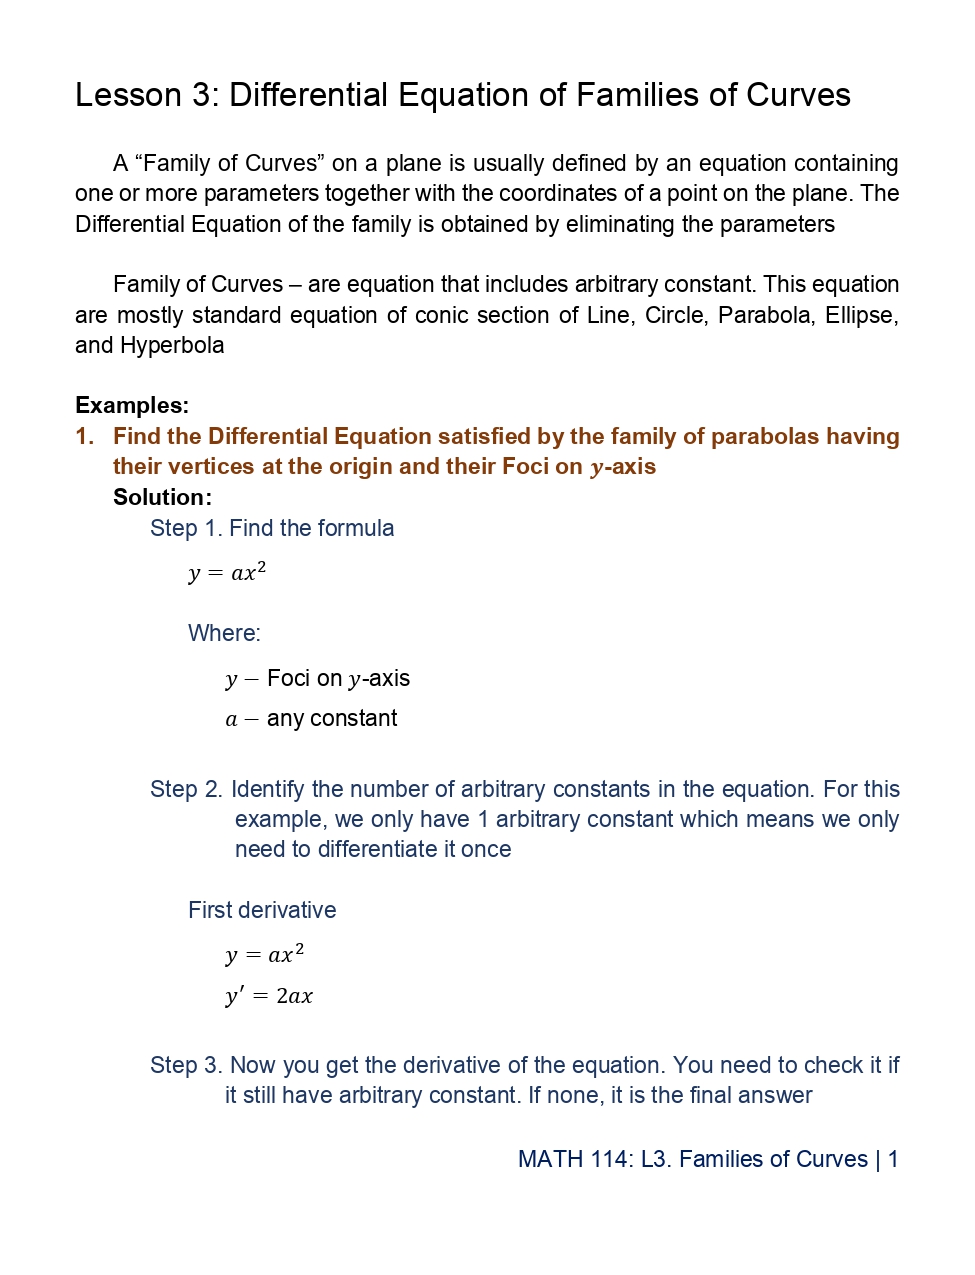 Lesson 3: Differential Equation of Families of Curves
A “Family of Curves” on a plane is usually defined by an equation containing
one or more parameters together with the coordinates of a point on the plane. The
Differential Equation of the family is obtained by eliminating the parameters
Family of Curves – are equation that includes arbitrary constant. This equation
are mostly standard equation of conic section of Line, Circle, Parabola, Ellipse,
and Hyperbola
Examples:
1. Find the Differential Equation satisfied by the family of parabolas having
their vertices at the origin and their Foci on y-axis
Solution:
Step 1. Find the formula
y = ax²
Where:
y − Foci on y-axis
a − any constant
Step 2. Identify the number of arbitrary constants in the equation. For this
example, we only have 1 arbitrary constant which means we only
need to differentiate it once
First derivative
y = ax²
y′ = 2ax
Step 3. Now you get the derivative of the equation. You need to check it if
it still have arbitrary constant. If none, it is the final answer
MATH 114: L3. Families of Curves | 1